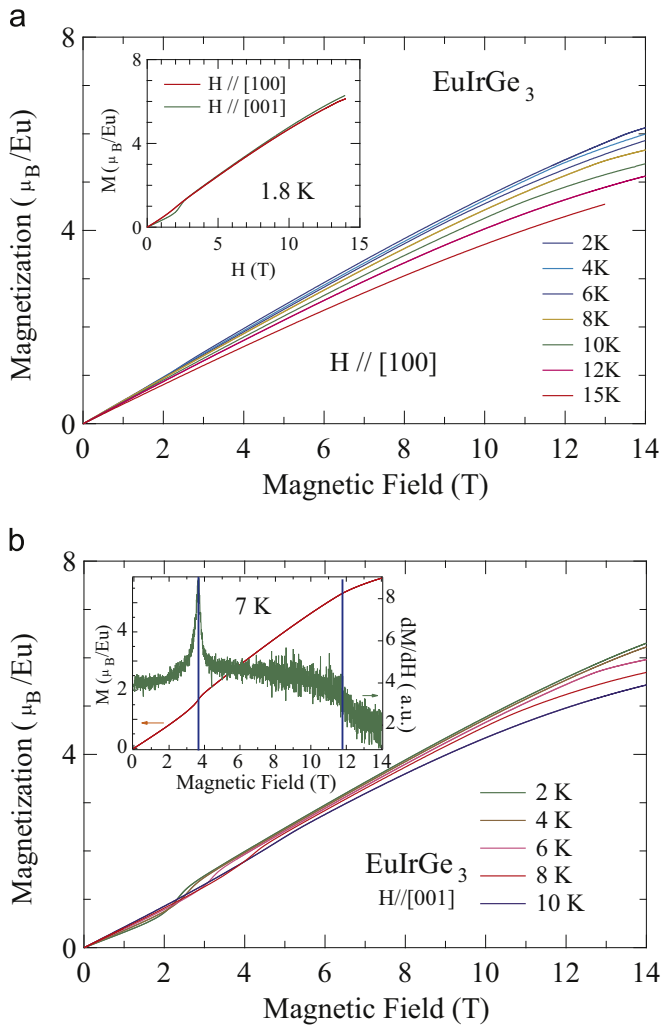 a
8
EuIrGe3
Magnetization ( μB/Eu)
4
0
0 2 4 6 8 10 12 14
Magnetic Field (T)
H // [100]
2K
4K
6K
8K
10K
12K
15K
H // [100]
H // [001]
1.8 K
M ( μB/Eu)
6
4
2
0
0 5 10 15
H (T)
b
8
Magnetization ( μB/Eu)
4
0
0 2 4 6 8 10 12 14
Magnetic Field (T)
EuIrGe3
H//[001]
2 K
4 K
6 K
8 K
10 K
7 K
M ( μB/Eu)
4
2
0
dM/dH ( a.u.)
8
6
4
2
0 2 4 6 8 10 12 14
Magnetic Field (T)